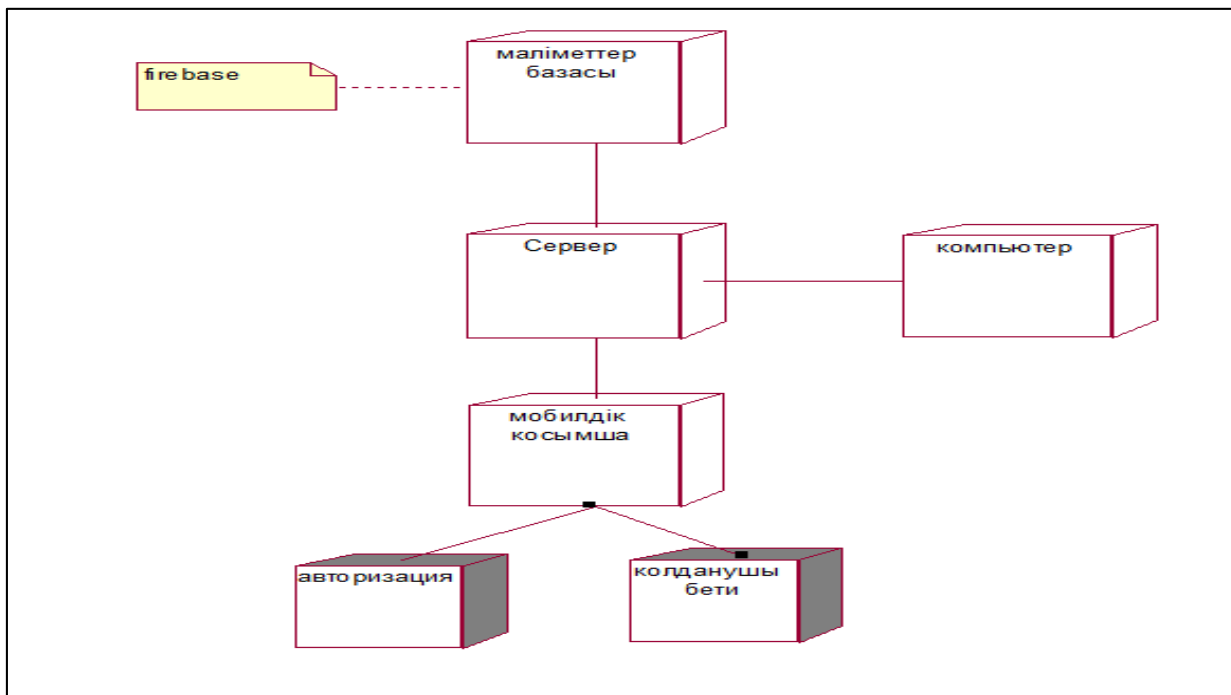 маліметтер
базасы
firebase
Сервер
компьютер
мобилдік
косымша
авторизация
колданушы
бети